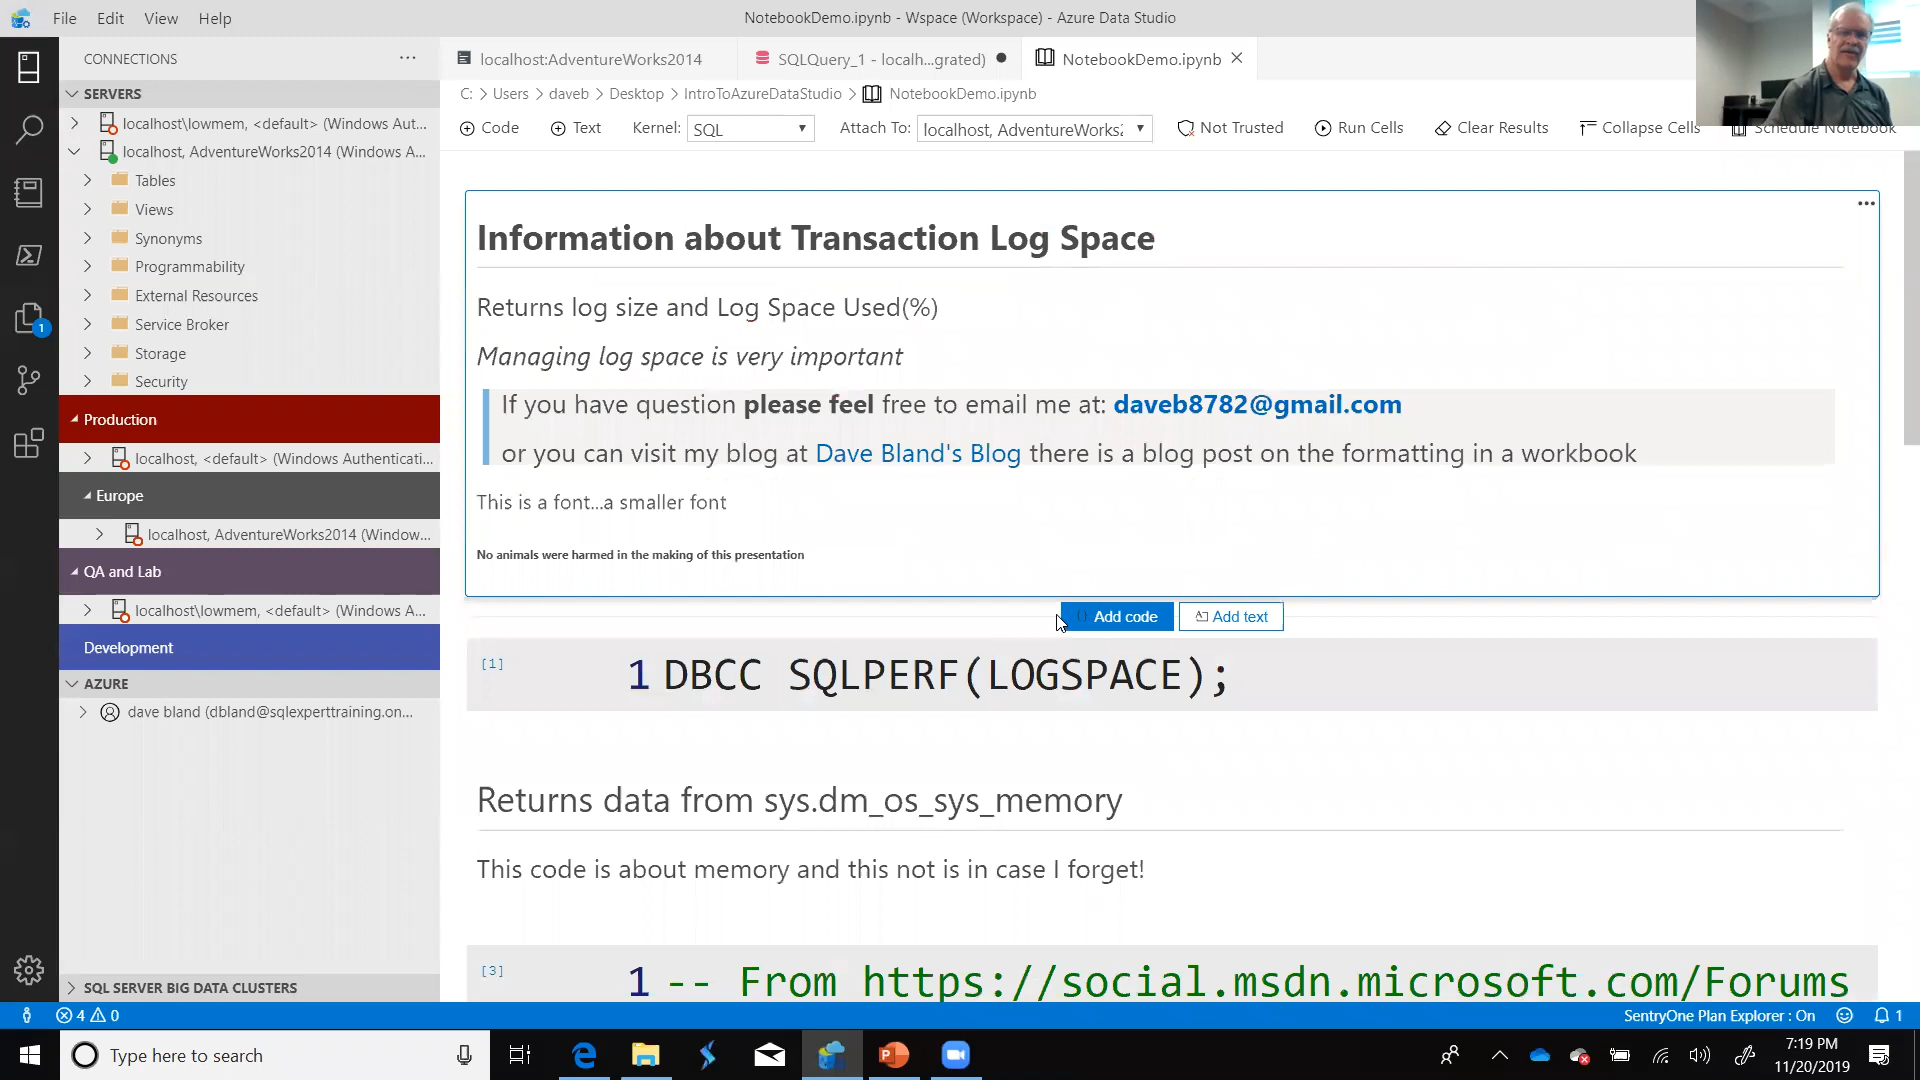 File Edit View Help
NotebookDemo.ipynb - Wspace (Workspace) - Azure Data Studio
CONNECTIONS
SERVERS
localhost\lowmem, <default> (Windows Aut...
localhost, AdventureWorks2014 (Windows A...
Tables
Views
Synonyms
Programmability
External Resources
Service Broker
Storage
Security
Production
localhost, <default> (Windows Authenticati...
Europe
localhost, AdventureWorks2014 (Window...
QA and Lab
localhost\lowmem, <default> (Windows A...
Development
AZURE
dave bland (dbland@sqlexperttraining.on...
SQL SERVER BIG DATA CLUSTERS
1
localhost:AdventureWorks2014
SQLQuery_1 - localh...grated)
NotebookDemo.ipynb
C: > Users > daveb > Desktop > IntroToAzureDataStudio > NotebookDemo.ipynb
Code Text Kernel: SQL Attach To: localhost, AdventureWorks2 Not Trusted Run Cells Clear Results Collapse Cells Schedule Notebook
Information about Transaction Log Space
Returns log size and Log Space Used(%)
Managing log space is very important
If you have question please feel free to email me at: daveb8782@gmail.com
or you can visit my blog at Dave Bland's Blog there is a blog post on the formatting in a workbook
This is a font...a smaller font
No animals were harmed in the making of this presentation
Add code Add text
[1] 1 DBCC SQLPERF(LOGSPACE);
Returns data from sys.dm_os_sys_memory
This code is about memory and this not is in case I forget!
[3] 1 -- From https://social.msdn.microsoft.com/Forums
4 0
SentryOne Plan Explorer : On 1
Type here to search
7:19 PM
11/20/2019